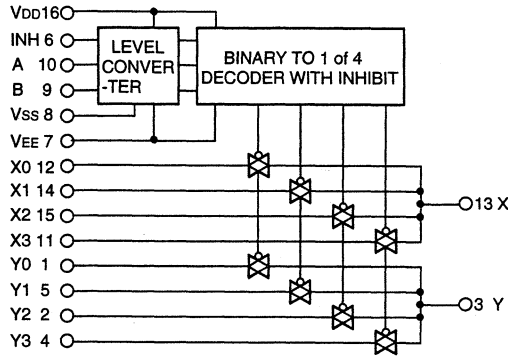 VDD16
INH 6
A 10
B 9
VSS 8
VEE 7
LEVEL
CONVER
-TER
BINARY TO 1 of 4
DECODER WITH INHIBIT
X0 12
X1 14
X2 15
X3 11
13 X
Y0 1
Y1 5
Y2 2
Y3 4
3 Y